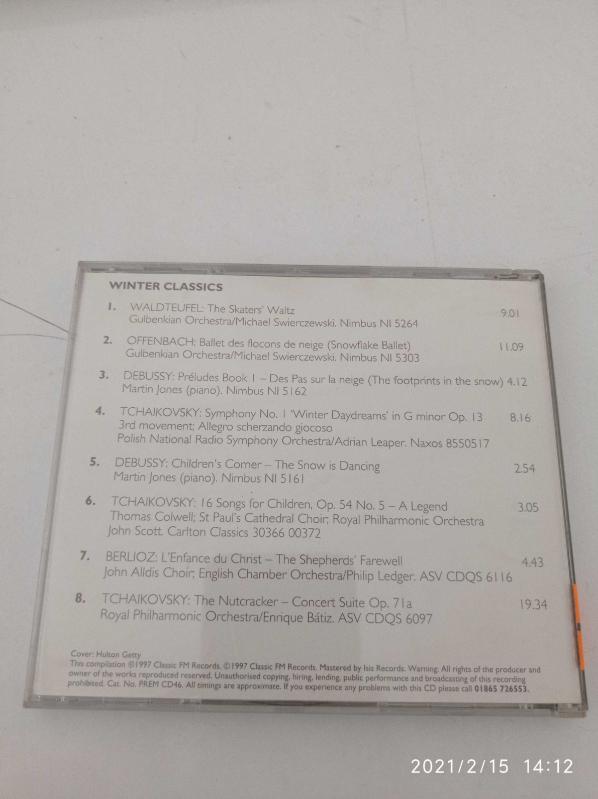 WINTER CLASSICS
1. WALDTEUFEL: The Skaters' Waltz 9.01
Gulbenkian Orchestra/Michael Swierczewski. Nimbus NI 5264
2. OFFENBACH: Ballet des flocons de neige (Snowflake Ballet) 11.09
Gulbenkian Orchestra/Michael Swierczewski. Nimbus NI 5303
3. DEBUSSY: Préludes Book 1 – Des Pas sur la neige (The footprints in the snow) 4.12
Martin Jones (piano). Nimbus NI 5162
4. TCHAIKOVSKY: Symphony No. 1 'Winter Daydreams' in G minor Op. 13 8.16
3rd movement; Allegro scherzando giocoso
Polish National Radio Symphony Orchestra/Adrian Leaper. Naxos 8550517
5. DEBUSSY: Children's Corner – The Snow is Dancing 2.54
Martin Jones (piano). Nimbus NI 5161
6. TCHAIKOVSKY: 16 Songs for Children, Op. 54 No. 5 – A Legend 3.05
Thomas Colwell; St Paul's Cathedral Choir; Royal Philharmonic Orchestra
John Scott. Carlton Classics 30366 00372
7. BERLIOZ: L'Enfance du Christ – The Shepherds' Farewell 4.43
John Alldis Choir; English Chamber Orchestra/Philip Ledger. ASV CDQS 6116
8. TCHAIKOVSKY: The Nutcracker – Concert Suite Op. 71a 19.34
Royal Philharmonic Orchestra/Enrique Bátiz. ASV CDQS 6097
Cover: Hulton Getty
This compilation ©1997 Classic FM Records. ©1997 Classic FM Records. Mastered by Isis Records. Warning: All rights of the producer and
owner of the works reproduced reserved. Unauthorised copying, hiring, lending, public performance and broadcasting of this recording
prohibited. Cat. No. PREM CD46. All timings are approximate. If you experience any problems with this CD please call 01865 726553.
2021/2/15 14:12